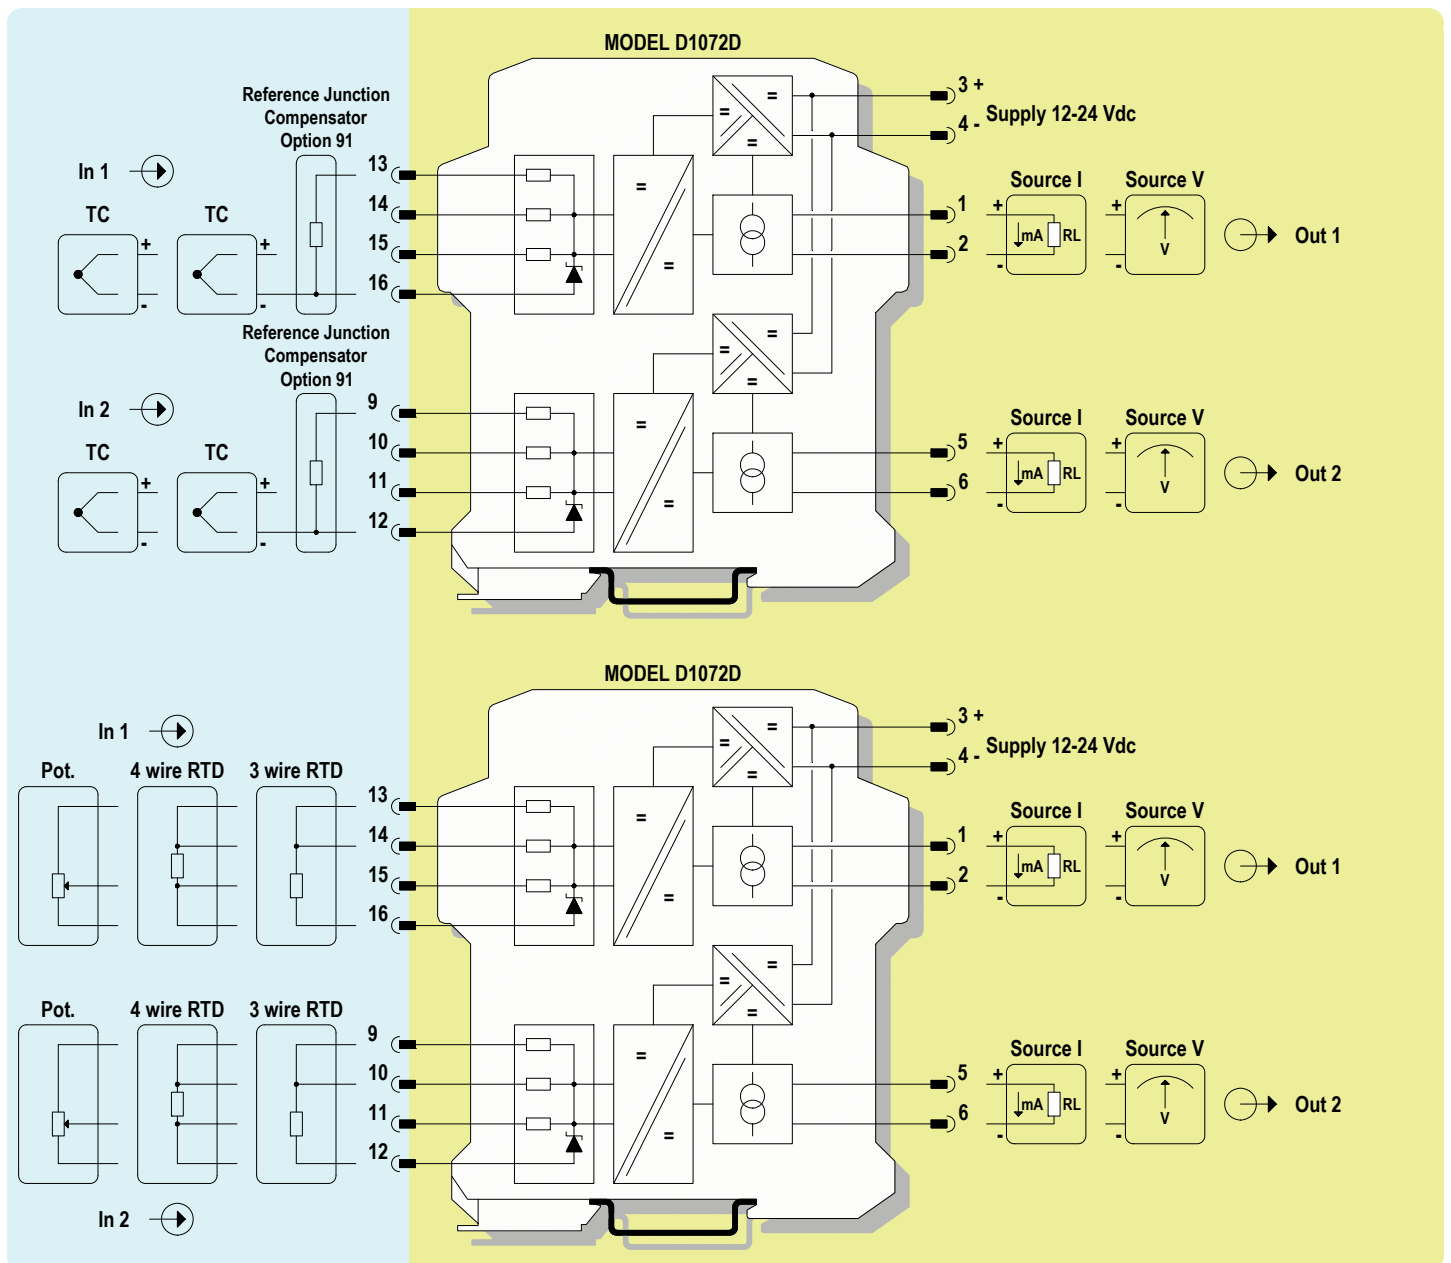 MODEL D1072D
3 +
Supply 12-24 Vdc
4 -
Reference Junction
Compensator
Option 91
In 1
TC
TC
+
-
+
-
13
14
15
16
=
=
=
=
=
1
2
Source I
+
mA
RL
-
Source V
+
V
-
Out 1
Reference Junction
Compensator
Option 91
In 2
TC
TC
+
-
+
-
9
10
11
12
=
=
=
=
=
5
6
Source I
+
mA
RL
-
Source V
+
V
-
Out 2
MODEL D1072D
3 +
Supply 12-24 Vdc
4 -
In 1
Pot.
4 wire RTD
3 wire RTD
13
14
15
16
=
=
=
=
=
1
2
Source I
+
mA
RL
-
Source V
+
V
-
Out 1
Pot.
4 wire RTD
3 wire RTD
9
10
11
12
=
=
=
=
=
5
6
Source I
+
mA
RL
-
Source V
+
V
-
Out 2
In 2